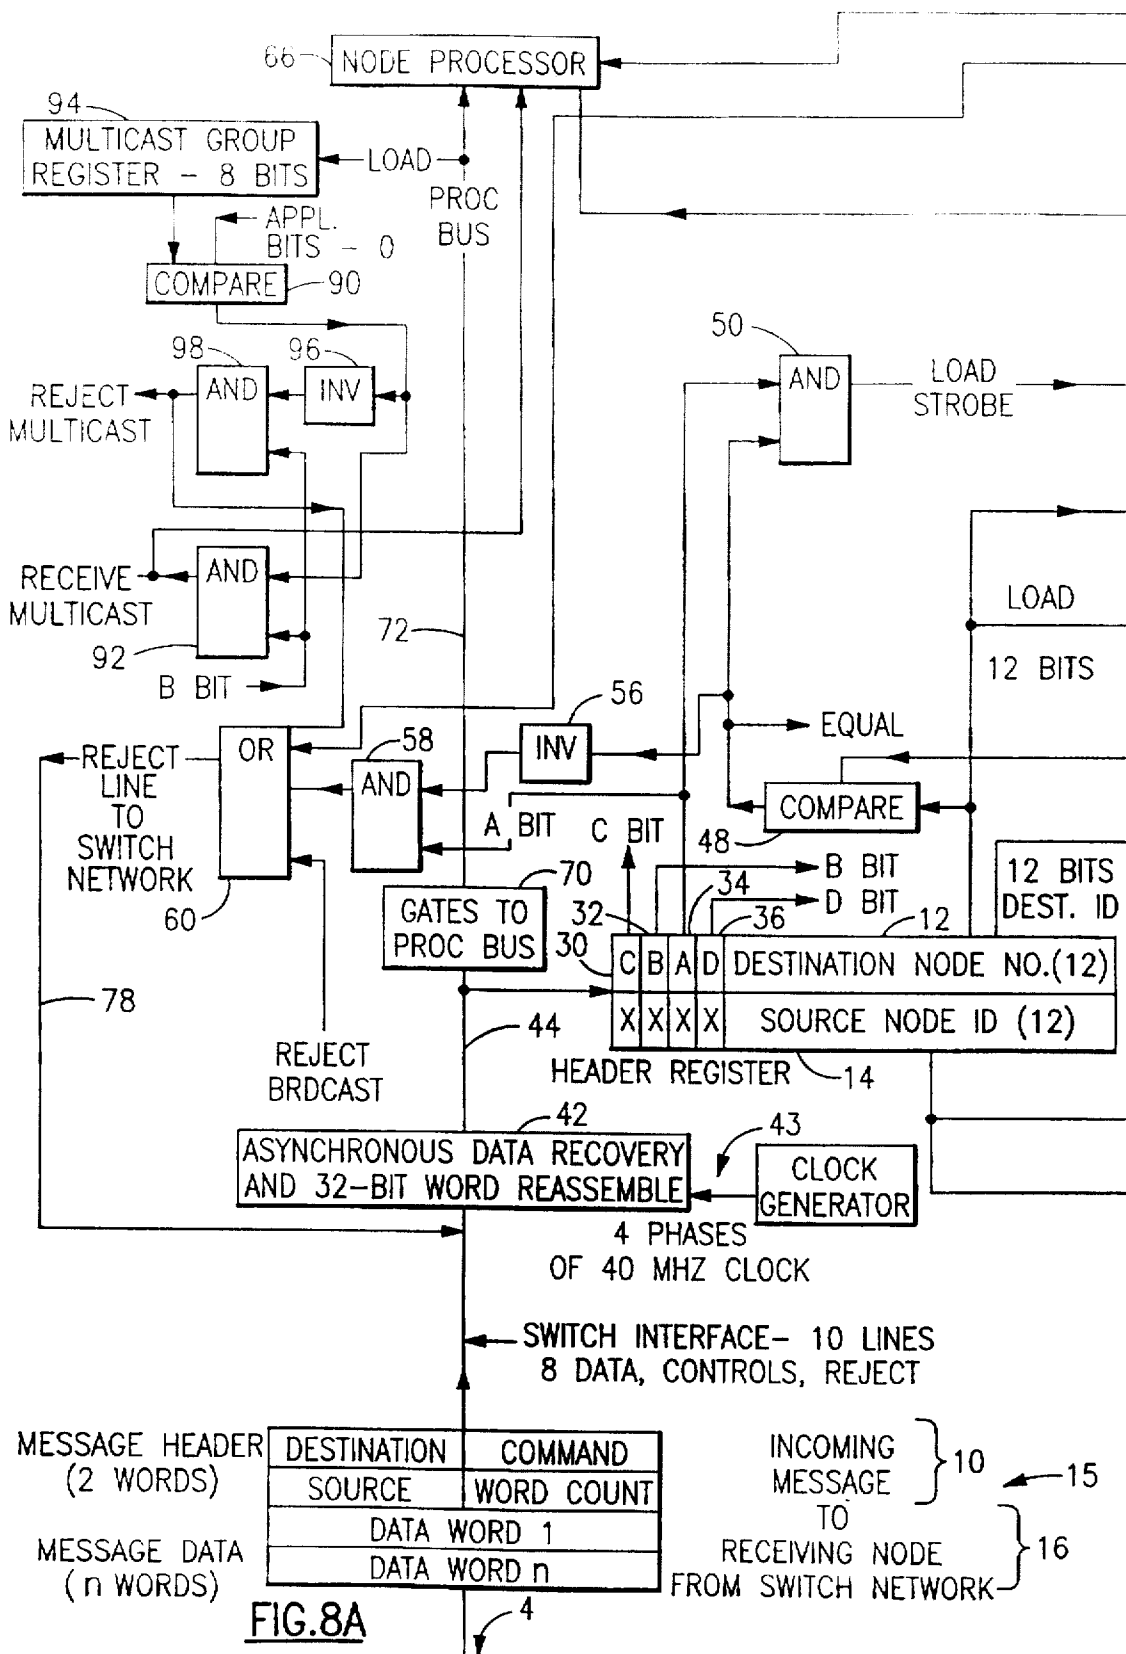 66
NODE PROCESSOR
94
MULTICAST GROUP
REGISTER - 8 BITS
LOAD
PROC
BUS
APPL.
BITS - 0
COMPARE
90
98
96
50
AND
INV
AND
LOAD
STROBE
REJECT
MULTICAST
AND
RECEIVE
MULTICAST
72
LOAD
92
12 BITS
B BIT
56
EQUAL
OR
58
INV
REJECT
LINE
TO
SWITCH
NETWORK
AND
COMPARE
A BIT
C BIT
48
B BIT
12 BITS
DEST. ID
60
70
34
D BIT
32
36
12
GATES TO
PROC BUS
30
C
B
A
D
DESTINATION NODE NO.(12)
78
X
X
X
X
SOURCE NODE ID (12)
44
REJECT
BRDCAST
HEADER REGISTER
14
42
43
ASYNCHRONOUS DATA RECOVERY
AND 32-BIT WORD REASSEMBLE
CLOCK
GENERATOR
4 PHASES
OF 40 MHZ CLOCK
SWITCH INTERFACE- 10 LINES
8 DATA, CONTROLS, REJECT
MESSAGE HEADER
(2 WORDS)
DESTINATION
COMMAND
SOURCE
WORD COUNT
DATA WORD 1
DATA WORD n
MESSAGE DATA
(n WORDS)
INCOMING
MESSAGE
TO
RECEIVING NODE
FROM SWITCH NETWORK
10
15
16
FIG.8A
4